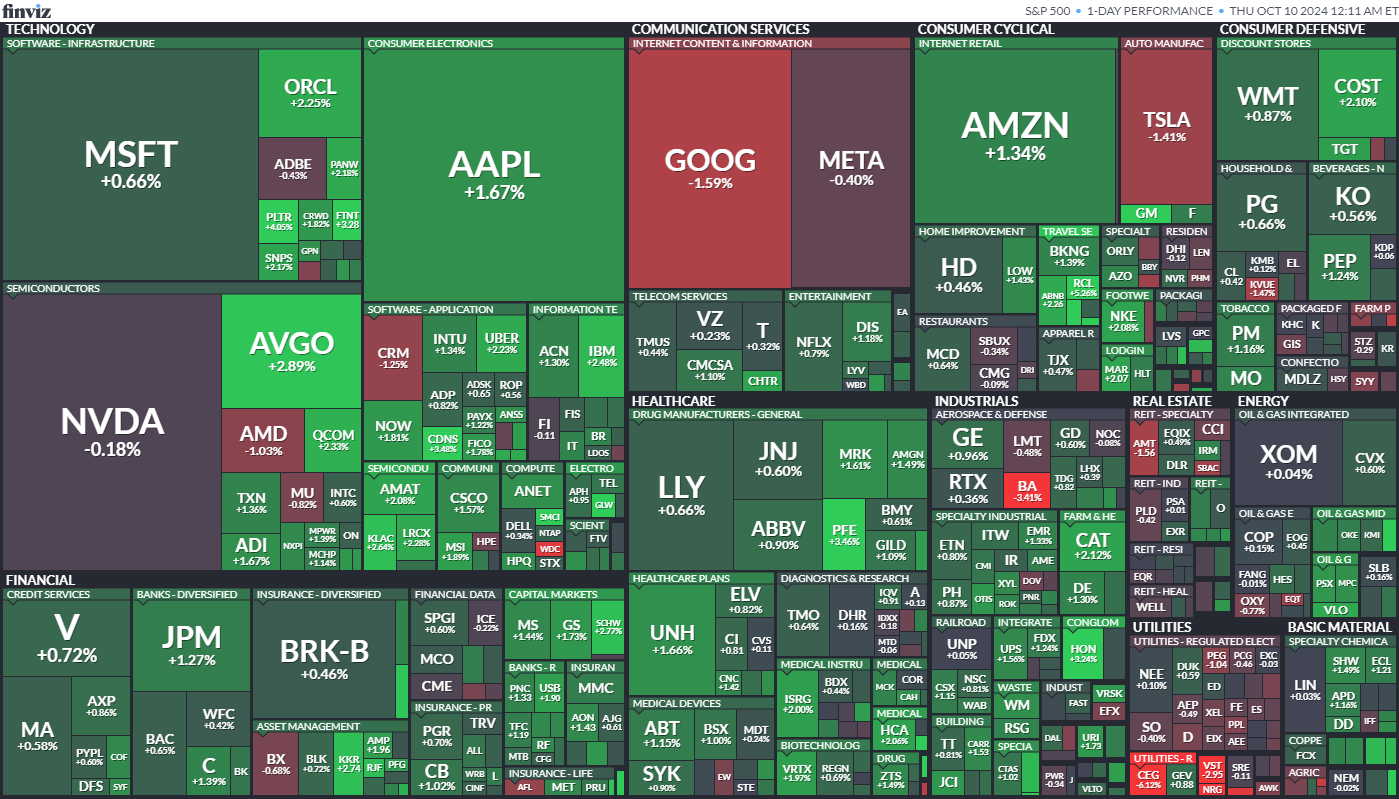 finviz
S&P 500 • 1-DAY PERFORMANCE • THU OCT 10 2024 12:11 AM ET
TECHNOLOGY
SOFTWARE - INFRASTRUCTURE
MSFT
+0.66%
ORCL
+2.25%
ADBE
-0.43%
PANW
+2.18%
PLTR
+4.05%
CRWD
+1.82%
FTNT
+3.28
SNPS
+2.17%
GPN
CONSUMER ELECTRONICS
AAPL
+1.67%
SEMICONDUCTORS
NVDA
-0.18%
AVGO
+2.89%
AMD
-1.03%
QCOM
+2.33%
TXN
+1.36%
MU
-0.82%
INTC
+0.60%
ADI
+1.67%
NXPI
MPWR
+1.39%
ON
MCHP
+1.14%
SOFTWARE - APPLICATION
CRM
-1.25%
INTU
+1.34%
UBER
+2.23%
NOW
+1.81%
ADP
+0.82%
ADSK
+0.65
ROP
+0.56
PAYX
+1.22%
ANSS
CDNS
+3.48%
FICO
+1.78%
INFORMATION TE
ACN
+1.30%
IBM
+2.48%
FI
-0.11
FIS
IT
BR
LDOS
SEMICONDU
AMAT
+2.08%
KLAC
+2.64%
LRCX
+2.28%
COMMUNI
CSCO
+1.57%
MSI
+1.89%
HPE
COMPUTE
ANET
DELL
+0.34%
SMCI
NTAP
WDC
HPQ
STX
ELECTRO
APH
+0.95
TEL
GLW
SCIENT
FTV
COMMUNICATION SERVICES
INTERNET CONTENT & INFORMATION
GOOG
-1.59%
META
-0.40%
TELECOM SERVICES
TMUS
+0.44%
VZ
+0.23%
T
+0.32%
CMCSA
+1.10%
CHTR
ENTERTAINMENT
NFLX
+0.79%
DIS
+1.18%
LYV
WBD
EA
CONSUMER CYCLICAL
INTERNET RETAIL
AMZN
+1.34%
AUTO MANUFAC
TSLA
-1.41%
GM
F
HOME IMPROVEMENT
HD
+0.46%
LOW
+1.43%
TRAVEL SE
BKNG
+1.39%
ABNB
+2.26
RCL
+5.26%
SPECIALT
ORLY
AZO
BBY
RESIDEN
DHI
-0.12
LEN
NVR
PHM
RESTAURANTS
MCD
+0.64%
SBUX
-0.34%
CMG
-0.09%
DRI
APPAREL R
TJX
+0.47%
FOOTWE
NKE
+2.08%
LODGIN
MAR
+2.07
HLT
PACKAGI
LVS
GPC
CONSUMER DEFENSIVE
DISCOUNT STORES
WMT
+0.87%
COST
+2.10%
TGT
HOUSEHOLD &
PG
+0.66%
CL
+0.42
KMB
+0.12%
EL
KVUE
-1.47%
BEVERAGES - N
KO
+0.56%
PEP
+1.24%
KDP
+0.06
TOBACCO
PM
+1.16%
MO
PACKAGED F
KHC
K
GIS
CONFECTIO
MDLZ
HSY
FARM P
STZ
-0.29
KR
SYY
HEALTHCARE
DRUG MANUFACTURERS - GENERAL
LLY
+0.66%
JNJ
+0.60%
ABBV
+0.90%
MRK
+1.61%
AMGN
+1.49%
PFE
+3.46%
BMY
+0.61%
GILD
+1.09%
HEALTHCARE PLANS
UNH
+1.66%
ELV
+0.82%
CI
+0.81
CVS
+0.11
CNC
+1.42
DIAGNOSTICS & RESEARCH
TMO
+0.64%
DHR
+0.16%
IQV
+0.91
A
+0.13
IDXX
-0.18
MTD
-0.06
MEDICAL DEVICES
ABT
+1.15%
BSX
+1.00%
MDT
+0.24%
SYK
+0.90%
EW
STE
MEDICAL INSTRU
ISRG
+2.00%
BDX
+0.44%
MEDICAL
MCK
COR
CAH
MEDICAL
HCA
+2.06%
BIOTECHNOLOG
VRTX
+1.97%
REGN
+0.69%
DRUG
ZTS
+1.49%
INDUSTRIALS
AEROSPACE & DEFENSE
GE
+0.96%
RTX
+0.36%
LMT
-0.48%
BA
-3.41%
GD
+0.60%
NOC
-0.08%
TDG
+0.82
LHX
+0.39
SPECIALTY INDUSTRIAL
ETN
+0.80%
ITW
EMR
+1.33%
CMI
IR
AME
PH
+0.87%
OTIS
XYL
DOV
ROK
PNR
FARM & HE
CAT
+2.12%
DE
+1.30%
RAILROAD
UNP
+0.05%
CSX
+1.15
NSC
+0.81%
WAB
INTEGRATE
UPS
+1.56%
FDX
+1.24%
CONGLOM
HON
+3.24%
WASTE
WM
RSG
INDUST
FAST
VRSK
EFX
BUILDING
TT
+0.81%
CARR
+1.53
JCI
SPECIA
CTAS
+1.02
DAL
URI
+1.73
PWR
-0.34
J
VLTO
REAL ESTATE
REIT - SPECIALTY
AMT
-1.56
EQIX
+0.49%
CCI
DLR
IRM
SBAC
REIT - IND
PLD
-0.42
PSA
+0.01
EXR
REIT -
O
REIT - RESI
EQR
REIT - HEAL
WELL
ENERGY
OIL & GAS INTEGRATED
XOM
+0.04%
CVX
+0.60%
OIL & GAS E
COP
+0.15%
EOG
+0.45
FANG
-0.01%
HES
OXY
-0.77%
EQT
OIL & GAS MID
OKE
KMI
OIL & G
PSX
MPC
VLO
SLB
+0.16%
UTILITIES
UTILITIES - REGULATED ELECT
NEE
+0.10%
DUK
+0.59
PEG
-1.04
PCG
-0.46
EXC
-0.03
SO
-0.40%
AEP
-0.49
ED
D
XEL
FE
ES
PPL
EIX
AEE
UTILITIES - R
CEG
-6.12%
GEV
+0.88
VST
-2.95
NRG
SRE
-0.11
AWK
BASIC MATERIAL
SPECIALTY CHEMICA
LIN
+0.03%
SHW
+1.49%
ECL
+1.21
APD
+1.16%
DD
IFF
COPPE
FCX
AGRIC
NEM
-0.02%
FINANCIAL
CREDIT SERVICES
V
+0.72%
MA
+0.58%
AXP
+0.86%
PYPL
+0.60%
COF
DFS
SYF
BANKS - DIVERSIFIED
JPM
+1.27%
BAC
+0.65%
WFC
+0.42%
C
+1.39%
BK
INSURANCE - DIVERSIFIED
BRK-B
+0.46%
ASSET MANAGEMENT
BX
-0.68%
BLK
+0.72%
KKR
+2.74
AMP
+1.96
RJF
PFG
FINANCIAL DATA
SPGI
+0.60%
ICE
-0.22%
MCO
CME
INSURANCE - PR
PGR
+0.70%
TRV
ALL
CB
+1.02%
WRB
L
CINF
CAPITAL MARKETS
MS
+1.44%
GS
+1.73%
SCHW
+2.77%
BANKS - R
PNC
+1.33
USB
+1.90
TFC
+1.19
RF
MTB
CFG
INSURAN
MMC
AON
+1.43
AJG
+0.61
INSURANCE - LIFE
AFL
MET
PRU